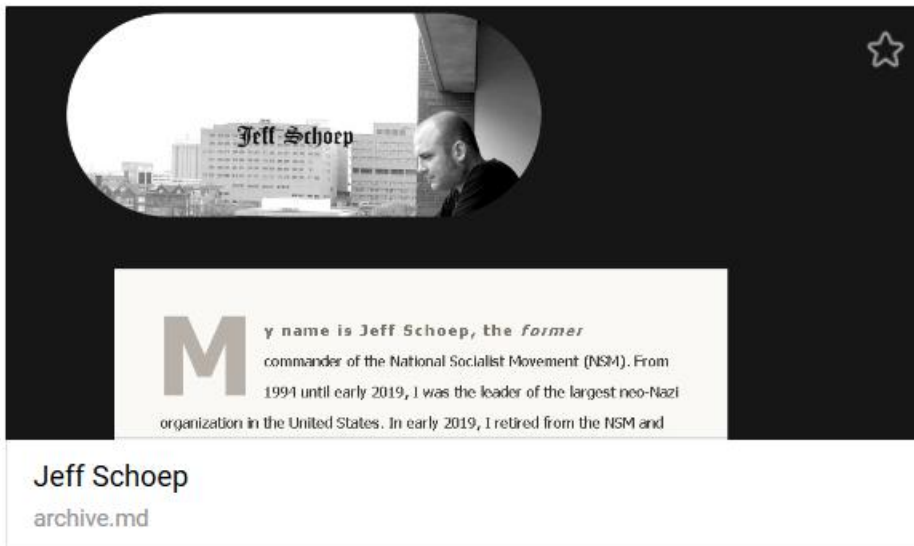 Jeff Schoep
My name is Jeff Schoep, the former
commander of the National Socialist Movement (NSM). From
1994 until early 2019, I was the leader of the largest neo-Nazi
organization in the United States. In early 2019, I retired from the NSM and
Jeff Schoep
archive.md